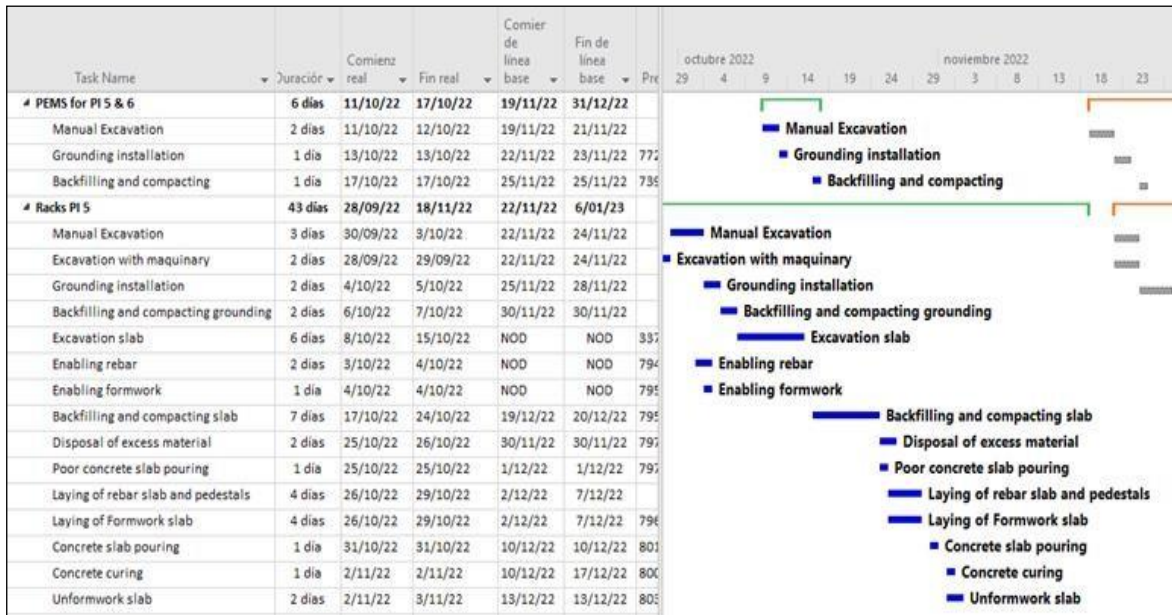 octubre 2022 noviembre 2022
Task Name Duración Comienz real Fin real Comier de línea base Fin de línea base Pre 29 4 9 14 19 24 29 3 8 13 18 23
PEMS for PI 5 & 6 6 días 11/10/22 17/10/22 19/11/22 31/12/22
Manual Excavation 2 días 11/10/22 12/10/22 19/11/22 21/11/22 Manual Excavation
Grounding installation 1 día 13/10/22 13/10/22 22/11/22 23/11/22 772 Grounding installation
Backfilling and compacting 1 día 17/10/22 17/10/22 25/11/22 25/11/22 739 Backfilling and compacting
Racks PI 5 43 días 28/09/22 18/11/22 22/11/22 6/01/23
Manual Excavation 3 días 30/09/22 3/10/22 22/11/22 24/11/22 Manual Excavation
Excavation with maquinary 2 días 28/09/22 29/09/22 22/11/22 24/11/22 Excavation with maquinary
Grounding installation 2 días 4/10/22 5/10/22 25/11/22 28/11/22 Grounding installation
Backfilling and compacting grounding 2 días 6/10/22 7/10/22 30/11/22 30/11/22 Backfilling and compacting grounding
Excavation slab 6 días 8/10/22 15/10/22 NOD NOD 337 Excavation slab
Enabling rebar 2 días 3/10/22 4/10/22 NOD NOD 794 Enabling rebar
Enabling formwork 1 día 4/10/22 4/10/22 NOD NOD 795 Enabling formwork
Backfilling and compacting slab 7 días 17/10/22 24/10/22 19/12/22 20/12/22 795 Backfilling and compacting slab
Disposal of excess material 2 días 25/10/22 26/10/22 30/11/22 30/11/22 797 Disposal of excess material
Poor concrete slab pouring 1 día 25/10/22 25/10/22 1/12/22 1/12/22 797 Poor concrete slab pouring
Laying of rebar slab and pedestals 4 días 26/10/22 29/10/22 2/12/22 7/12/22 Laying of rebar slab and pedestals
Laying of Formwork slab 4 días 26/10/22 29/10/22 2/12/22 7/12/22 796 Laying of Formwork slab
Concrete slab pouring 1 día 31/10/22 31/10/22 10/12/22 10/12/22 801 Concrete slab pouring
Concrete curing 1 día 2/11/22 2/11/22 10/12/22 17/12/22 800 Concrete curing
Unformwork slab 2 días 2/11/22 3/11/22 13/12/22 13/12/22 803 Unformwork slab